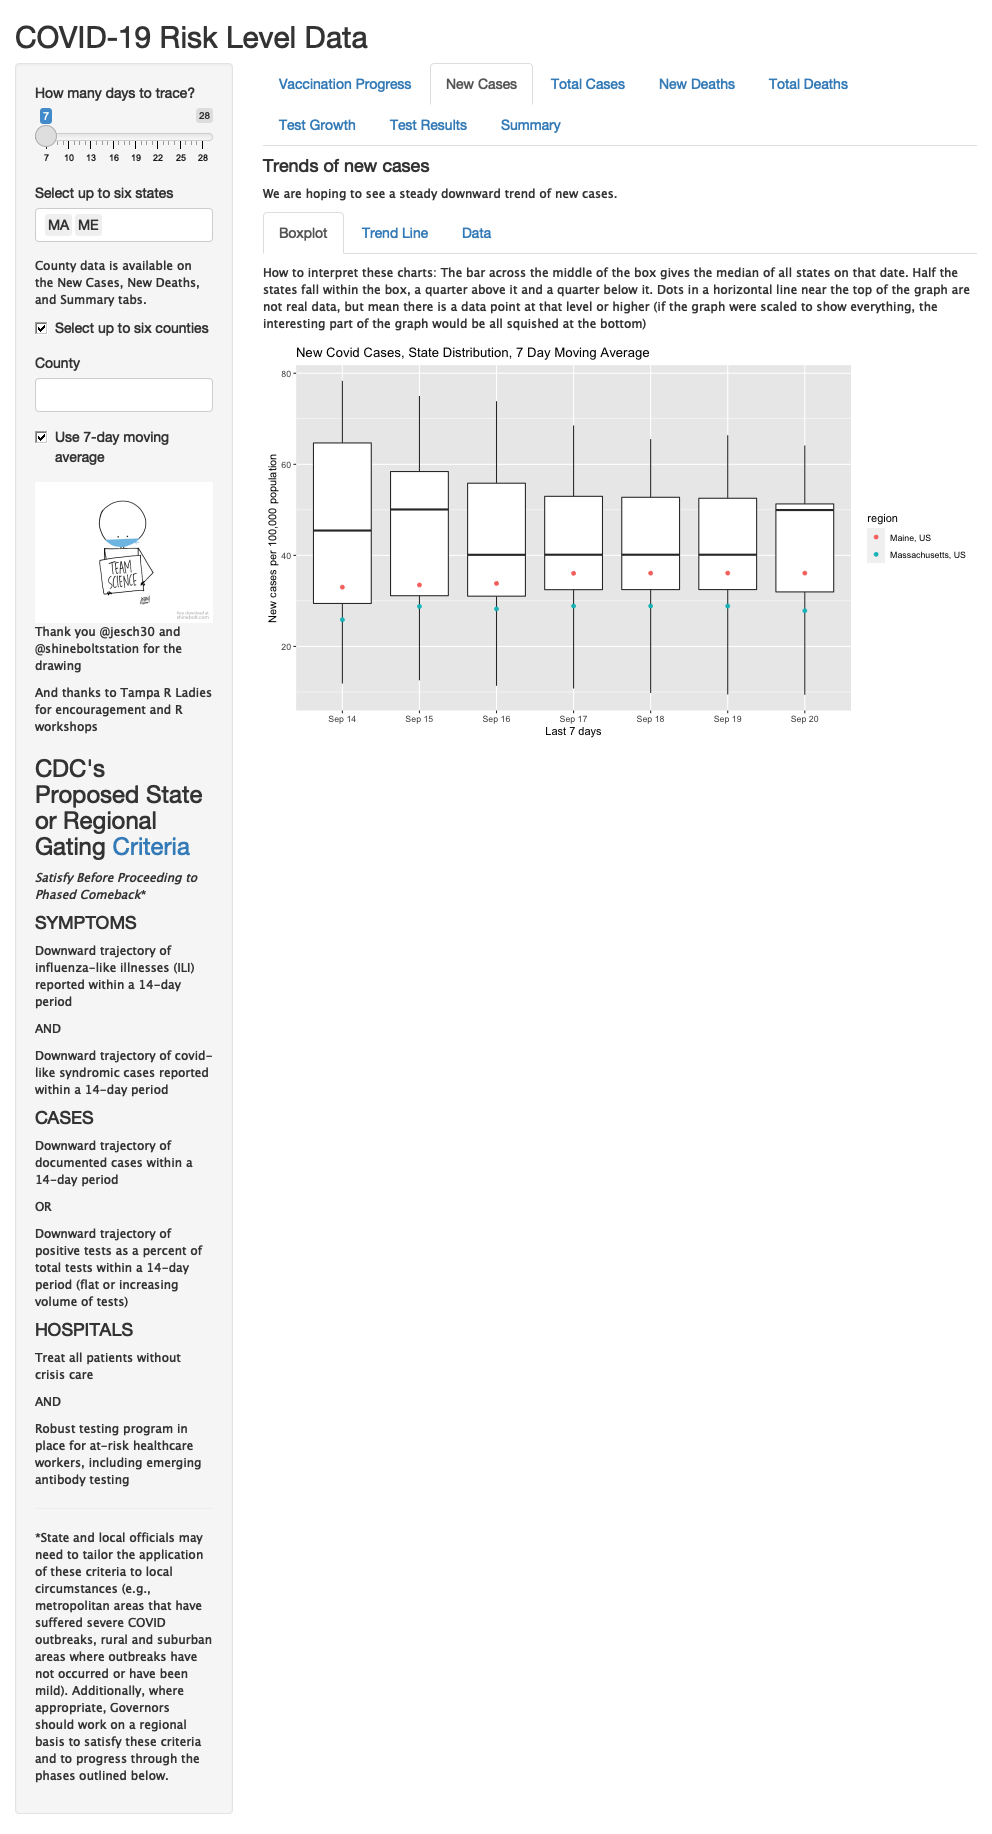 COVID-19 Risk Level Data
How many days to trace?
7
28
7 10 13 16 19 22 25 28
Select up to six states
MA ME
County data is available on
the New Cases, New Deaths,
and Summary tabs.
Select up to six counties
County
Use 7-day moving
average
TEAM
SCIENCE
Thank you @jesch30 and
@shineboltstation for the
drawing
And thanks to Tampa R Ladies
for encouragement and R
workshops
CDC's
Proposed State
or Regional
Gating Criteria
Satisfy Before Proceeding to
Phased Comeback*
SYMPTOMS
Downward trajectory of
influenza-like illnesses (ILI)
reported within a 14-day
period
AND
Downward trajectory of covid-
like syndromic cases reported
within a 14-day period
CASES
Downward trajectory of
documented cases within a
14-day period
OR
Downward trajectory of
positive tests as a percent of
total tests within a 14-day
period (flat or increasing
volume of tests)
HOSPITALS
Treat all patients without
crisis care
AND
Robust testing program in
place for at-risk healthcare
workers, including emerging
antibody testing
*State and local officials may
need to tailor the application
of these criteria to local
circumstances (e.g.,
metropolitan areas that have
suffered severe COVID
outbreaks, rural and suburban
areas where outbreaks have
not occurred or have been
mild). Additionally, where
appropriate, Governors
should work on a regional
basis to satisfy these criteria
and to progress through the
phases outlined below.
Vaccination Progress New Cases Total Cases New Deaths Total Deaths
Test Growth Test Results Summary
Trends of new cases
We are hoping to see a steady downward trend of new cases.
Boxplot Trend Line Data
How to interpret these charts: The bar across the middle of the box gives the median of all states on that date. Half the
states fall within the box, a quarter above it and a quarter below it. Dots in a horizontal line near the top of the graph are
not real data, but mean there is a data point at that level or higher (if the graph were scaled to show everything, the
interesting part of the graph would be all squished at the bottom)
New Covid Cases, State Distribution, 7 Day Moving Average
New cases per 100,000 population
80
60
40
20
Sep 14 Sep 15 Sep 16 Sep 17 Sep 18 Sep 19 Sep 20
Last 7 days
region
Maine, US
Massachusetts, US